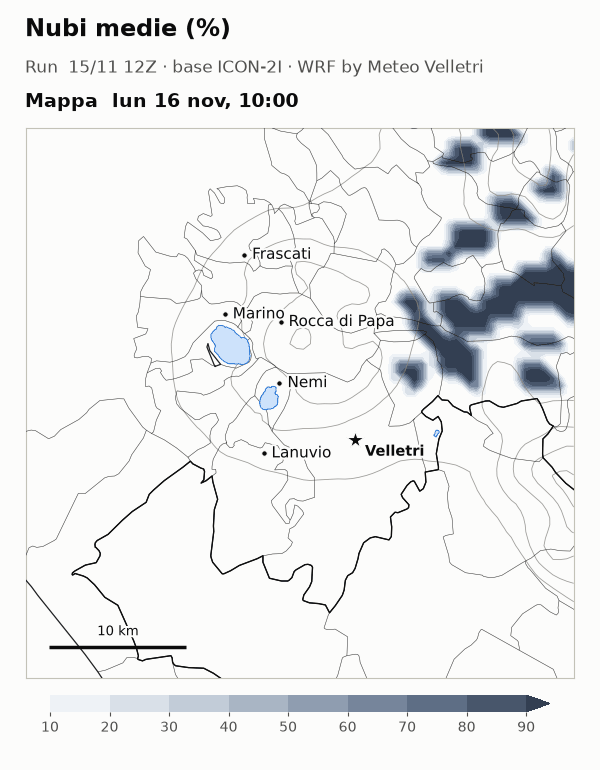 Nubi medie (%)
Run  15/11 12Z · base ICON-2I · WRF by Meteo Velletri
Mappa  lun 16 nov, 10:00
Frascati
Marino
Rocca di Papa
Nemi
Velletri
Lanuvio
10 km
10 20 30 40 50 60 70 80 90